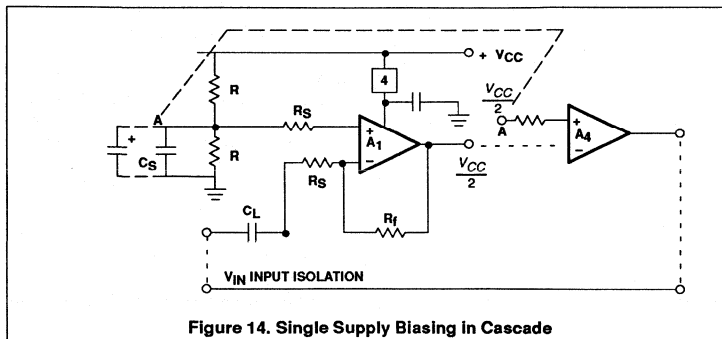 + VCC
4
R
VCC
2
A
RS
A
+
A1
−
+
A4
−
+
CS
R
RS
VCC
2
CL
Rf
VIN INPUT ISOLATION
Figure 14. Single Supply Biasing in Cascade